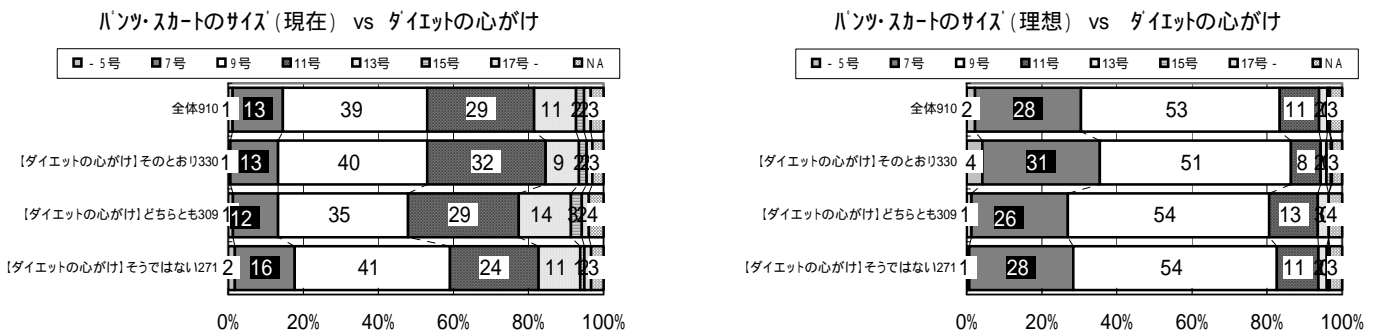 パンツ・スカートのサイズ(現在) vs ダイエットの心がけ
- 5号 7号 9号 11号 13号 15号 17号 - NA
全体910 1 13 39 29 11 2 2 3
【ダイエットの心がけ】そのとおり330 1 13 40 32 9 2 2 3
【ダイエットの心がけ】どちらとも309 1 12 35 29 14 3 2 4
【ダイエットの心がけ】そうではない271 2 16 41 24 11 1 2 3
0% 20% 40% 60% 80% 100%
パンツ・スカートのサイズ(理想) vs ダイエットの心がけ
- 5号 7号 9号 11号 13号 15号 17号 - NA
全体910 2 28 53 11 3
【ダイエットの心がけ】そのとおり330 4 31 51 8 3
【ダイエットの心がけ】どちらとも309 1 26 54 13 4
【ダイエットの心がけ】そうではない271 1 28 54 11 3
0% 20% 40% 60% 80% 100%